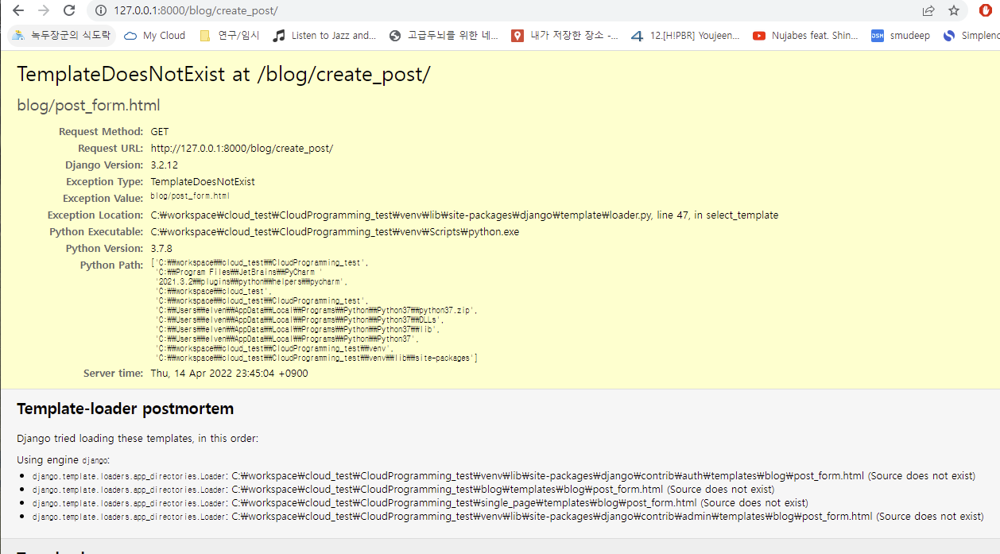 127.0.0.1:8000/blog/create_post/
녹두장군의 식도락 My Cloud 연구/임시 Listen to Jazz and... 고급두뇌를 위한 네... 내가 저장한 장소 -... 12.[H!PBR] Youjeen... Nujabes feat. Shin... DSM smudeep Simplenc
TemplateDoesNotExist at /blog/create_post/
blog/post_form.html
Request Method: GET
Request URL: http://127.0.0.1:8000/blog/create_post/
Django Version: 3.2.12
Exception Type: TemplateDoesNotExist
Exception Value: blog/post_form.html
Exception Location: C:₩workspace₩cloud_test₩CloudProgramming_test₩venv₩lib₩site-packages₩django₩template₩loader.py, line 47, in select_template
Python Executable: C:₩workspace₩cloud_test₩CloudProgramming_test₩venv₩Scripts₩python.exe
Python Version: 3.7.8
Python Path: ['C:₩₩workspace₩₩cloud_test₩₩CloudProgramming_test',
'C:₩₩Program Files₩₩JetBrains₩₩PyCharm '
'2021.3.2₩₩plugins₩₩python₩₩helpers₩₩pycharm',
'C:₩₩workspace₩₩cloud_test',
'C:₩₩workspace₩₩cloud_test₩₩CloudProgramming_test',
'C:₩₩Users₩₩elven₩₩AppData₩₩Local₩₩Programs₩₩Python₩₩Python37₩₩python37.zip',
'C:₩₩Users₩₩elven₩₩AppData₩₩Local₩₩Programs₩₩Python₩₩Python37₩₩DLLs',
'C:₩₩Users₩₩elven₩₩AppData₩₩Local₩₩Programs₩₩Python₩₩Python37₩₩lib',
'C:₩₩Users₩₩elven₩₩AppData₩₩Local₩₩Programs₩₩Python₩₩Python37',
'C:₩₩workspace₩₩cloud_test₩₩CloudProgramming_test₩₩venv',
'C:₩₩workspace₩₩cloud_test₩₩CloudProgramming_test₩₩venv₩₩lib₩₩site-packages']
Server time: Thu, 14 Apr 2022 23:45:04 +0900
Template-loader postmortem
Django tried loading these templates, in this order:
Using engine django:
• django.template.loaders.app_directories.Loader: C:₩workspace₩cloud_test₩CloudProgramming_test₩venv₩lib₩site-packages₩django₩contrib₩auth₩templates₩blog₩post_form.html (Source does not exist)
• django.template.loaders.app_directories.Loader: C:₩workspace₩cloud_test₩CloudProgramming_test₩blog₩templates₩blog₩post_form.html (Source does not exist)
• django.template.loaders.app_directories.Loader: C:₩workspace₩cloud_test₩CloudProgramming_test₩single_page₩templates₩blog₩post_form.html (Source does not exist)
• django.template.loaders.app_directories.Loader: C:₩workspace₩cloud_test₩CloudProgramming_test₩venv₩lib₩site-packages₩django₩contrib₩admin₩templates₩blog₩post_form.html (Source does not exist)